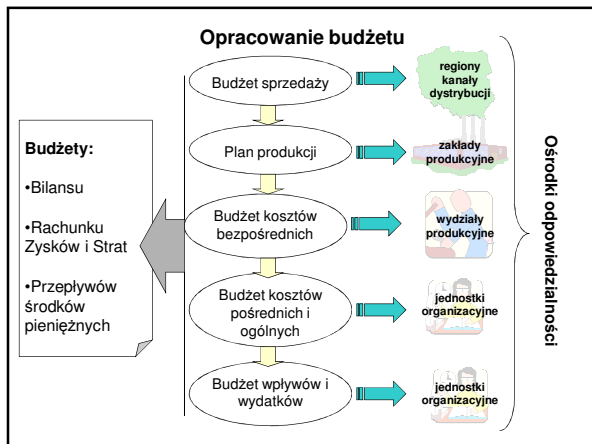 Opracowanie budżetu
Budżet sprzedaży
regiony
kanały
dystrybucji
Plan produkcji
zakłady
produkcyjne
Budżet kosztów
bezpośrednich
wydziały
produkcyjne
Budżet kosztów
pośrednich i
ogólnych
jednostki
organizacyjne
Budżet wpływów i
wydatków
jednostki
organizacyjne
Budżety:
•Bilansu
•Rachunku
Zysków i Strat
•Przepływów
środków
pieniężnych
Ośrodki odpowiedzialności